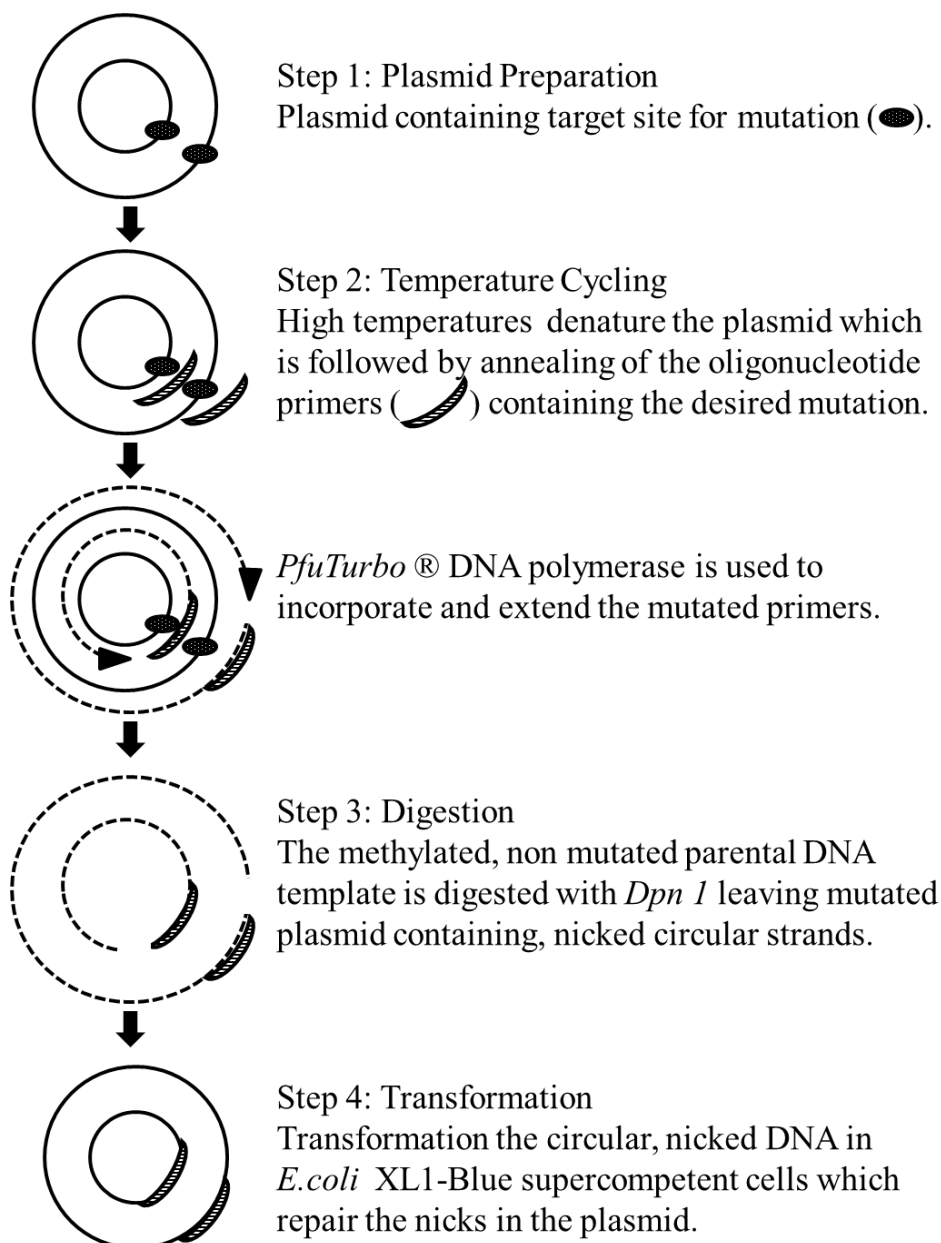 Step 1: Plasmid Preparation
Plasmid containing target site for mutation ( ).
Step 2: Temperature Cycling
High temperatures denature the plasmid which
is followed by annealing of the oligonucleotide
primers ( ) containing the desired mutation.
PfuTurbo ® DNA polymerase is used to
incorporate and extend the mutated primers.
Step 3: Digestion
The methylated, non mutated parental DNA
template is digested with Dpn 1 leaving mutated
plasmid containing, nicked circular strands.
Step 4: Transformation
Transformation the circular, nicked DNA in
E.coli XL1-Blue supercompetent cells which
repair the nicks in the plasmid.